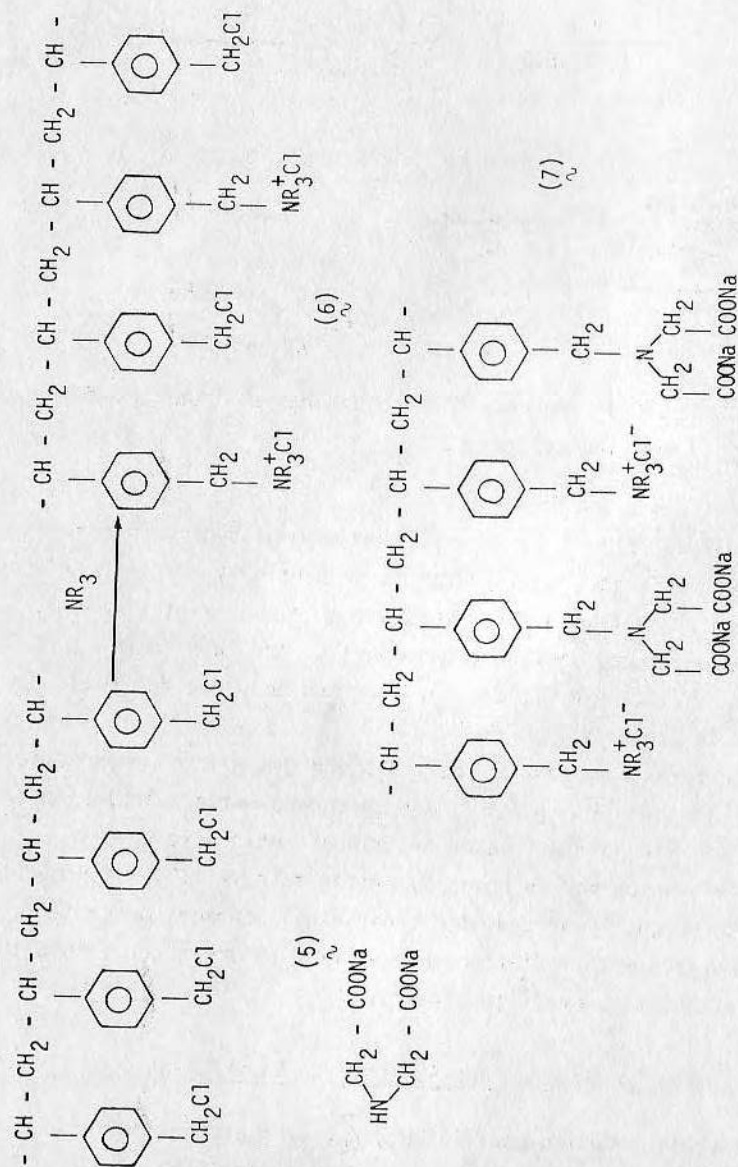 - CH - CH₂ - CH - CH₂ - CH - CH₂ - CH -
CH₂Cl CH₂Cl CH₂Cl CH₂Cl
NR₃
- CH - CH₂ - CH - CH₂ - CH - CH₂ - CH -
CH₂ CH₂Cl CH₂ CH₂Cl
NR₃⁺Cl NR₃⁺Cl
(5)
(6)
HN
CH₂ - COONa
CH₂ - COONa
- CH - CH₂ - CH - CH₂ - CH - CH₂ - CH -
CH₂ CH₂ CH₂ CH₂
NR₃⁺Cl⁻ N NR₃⁺Cl⁻ N
CH₂ CH₂ CH₂ CH₂
COONa COONa COONa COONa
(7)